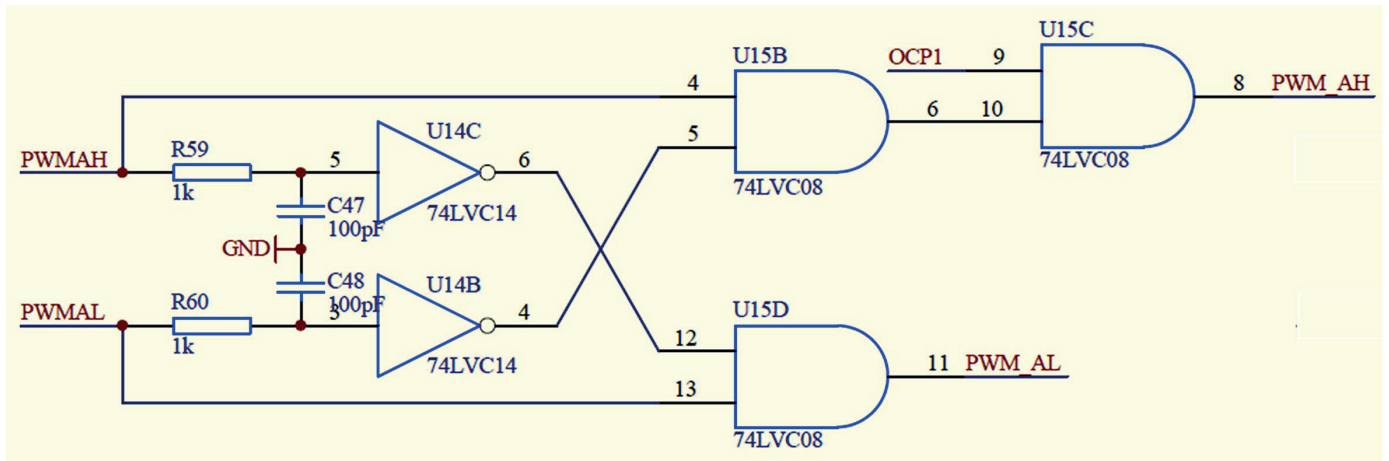 U15C
U15B
OCP1
9
4
8
PWM_AH
6
10
U14C
5
R59
5
6
PWMAH
74LVC08
74LVC08
1k
C47
74LVC14
100pF
GND
C48
U14B
R60
100pF
U15D
PWMAL
3
4
12
1k
74LVC14
11
PWM_AL
13
74LVC08